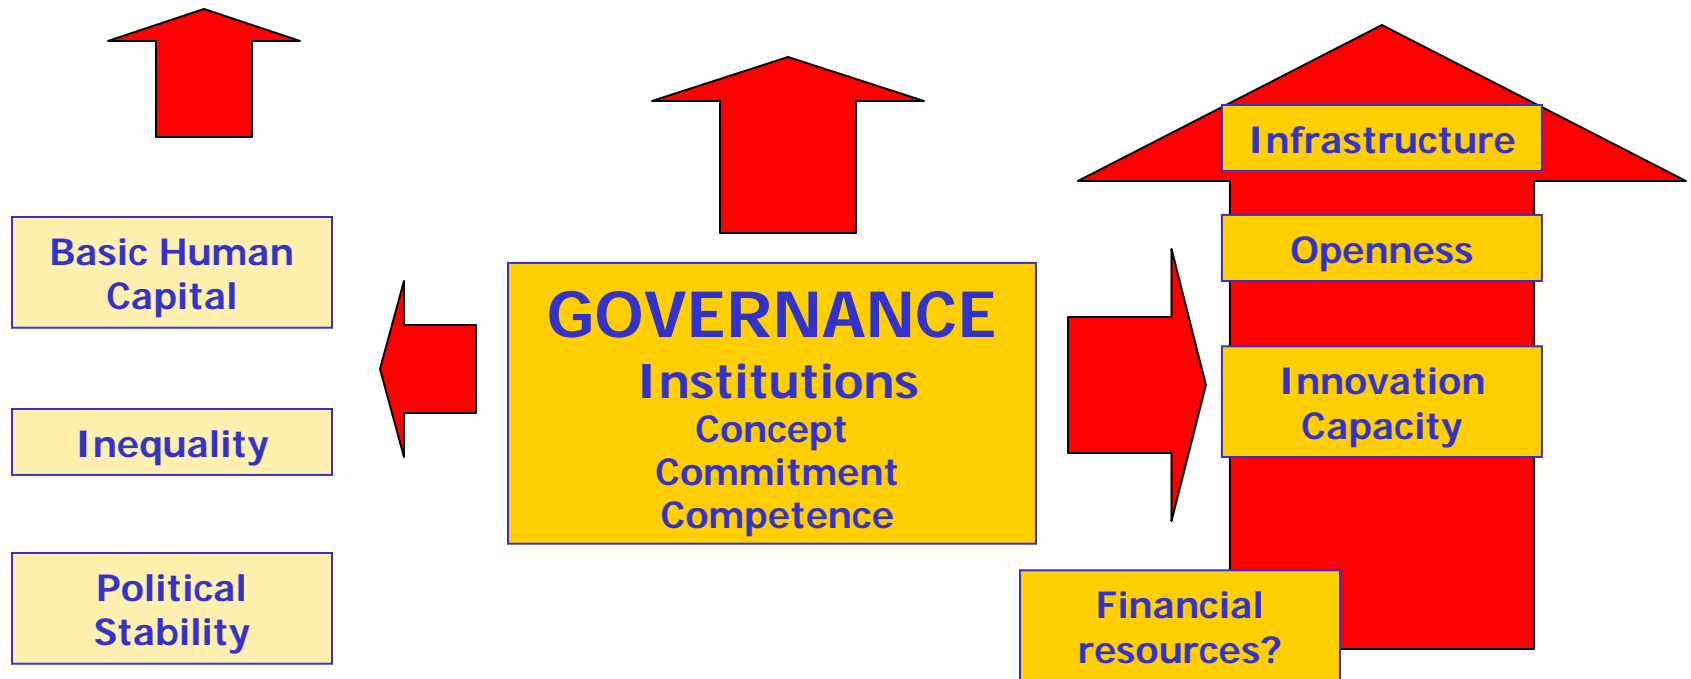 Basic Human
Capital
Inequality
Political
Stability
GOVERNANCE
Institutions
Concept
Commitment
Competence
Infrastructure
Openness
Innovation
Capacity
Financial
resources?